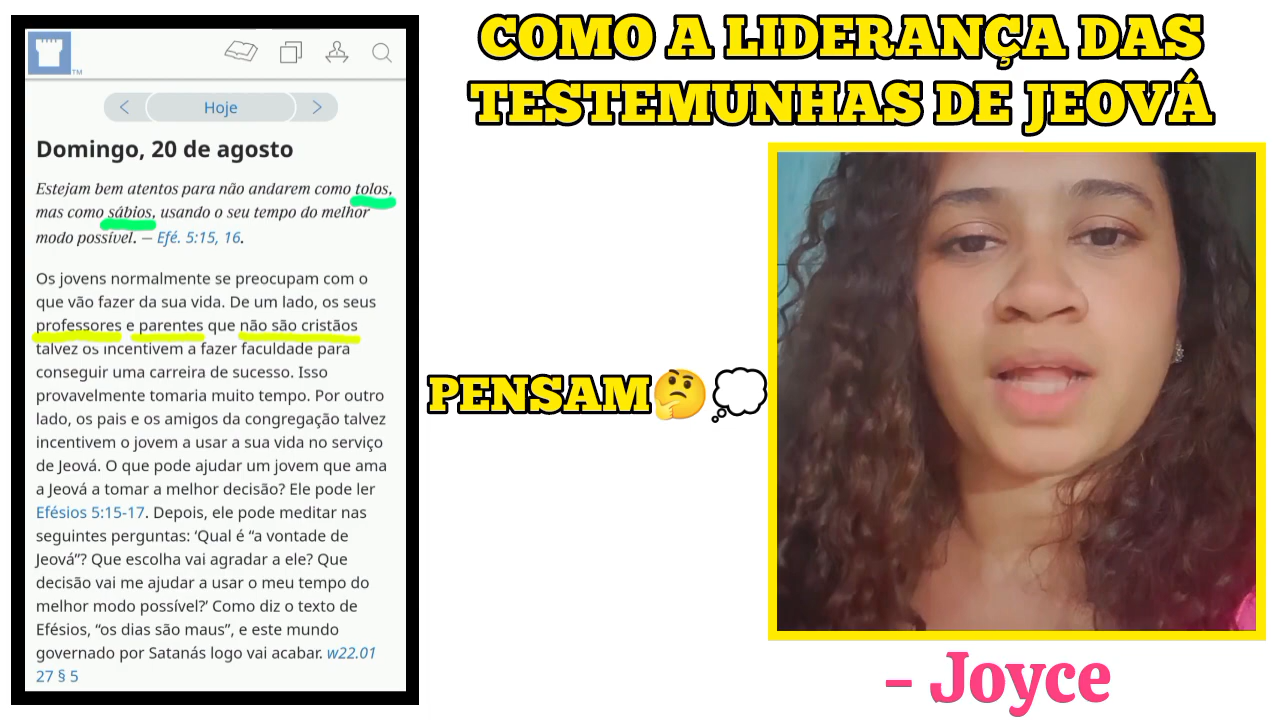 COMO A LIDERANÇA DAS
TESTEMUNHAS DE JEOVÁ
PENSAM🤔💭
TM
Hoje
Domingo, 20 de agosto
Estejam bem atentos para não andarem como tolos,
mas como sábios, usando o seu tempo do melhor
modo possível. — Efé. 5:15, 16.
Os jovens normalmente se preocupam com o
que vão fazer da sua vida. De um lado, os seus
professores e parentes que não são cristãos
talvez os incentivem a fazer faculdade para
conseguir uma carreira de sucesso. Isso
provavelmente tomaria muito tempo. Por outro
lado, os pais e os amigos da congregação talvez
incentivem o jovem a usar a sua vida no serviço
de Jeová. O que pode ajudar um jovem que ama
a Jeová a tomar a melhor decisão? Ele pode ler
Efésios 5:15-17. Depois, ele pode meditar nas
seguintes perguntas: ‘Qual é “a vontade de
Jeová”? Que escolha vai agradar a ele? Que
decisão vai me ajudar a usar o meu tempo do
melhor modo possível?’ Como diz o texto de
Efésios, “os dias são maus”, e este mundo
governado por Satanás logo vai acabar. w22.01
27 § 5
- Joyce